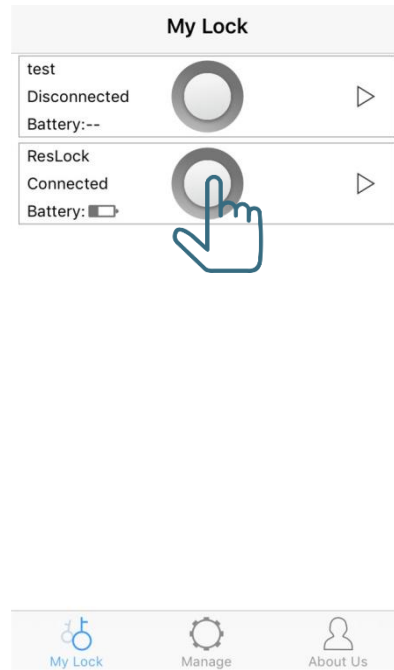 My Lock
test
Disconnected
Battery:--
ResLock
Connected
Battery:
My Lock
Manage
About Us